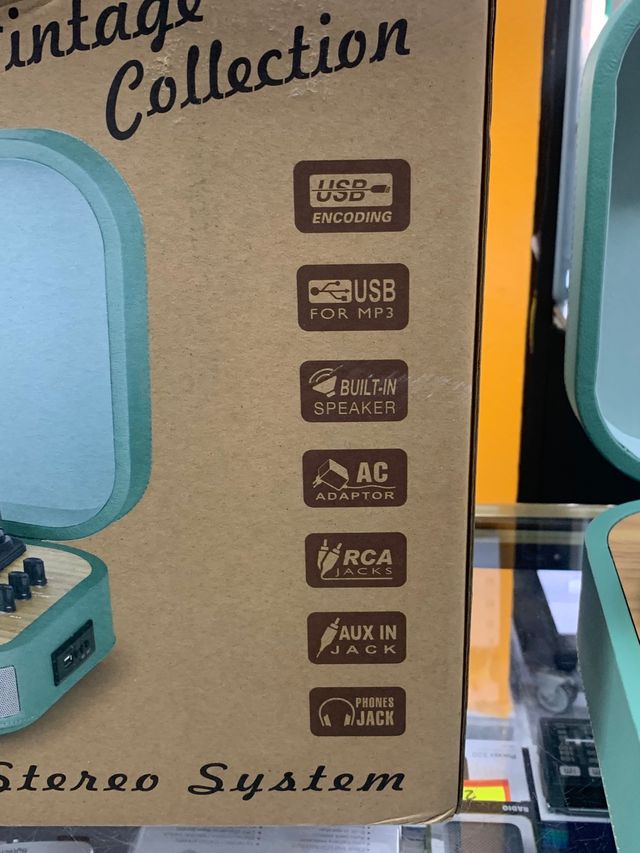 Vintage
Collection
USB
ENCODING
USB
FOR MP3
BUILT-IN
SPEAKER
AC
ADAPTOR
RCA
JACKS
AUX IN
JACK
PHONES
JACK
Stereo System
RADIO